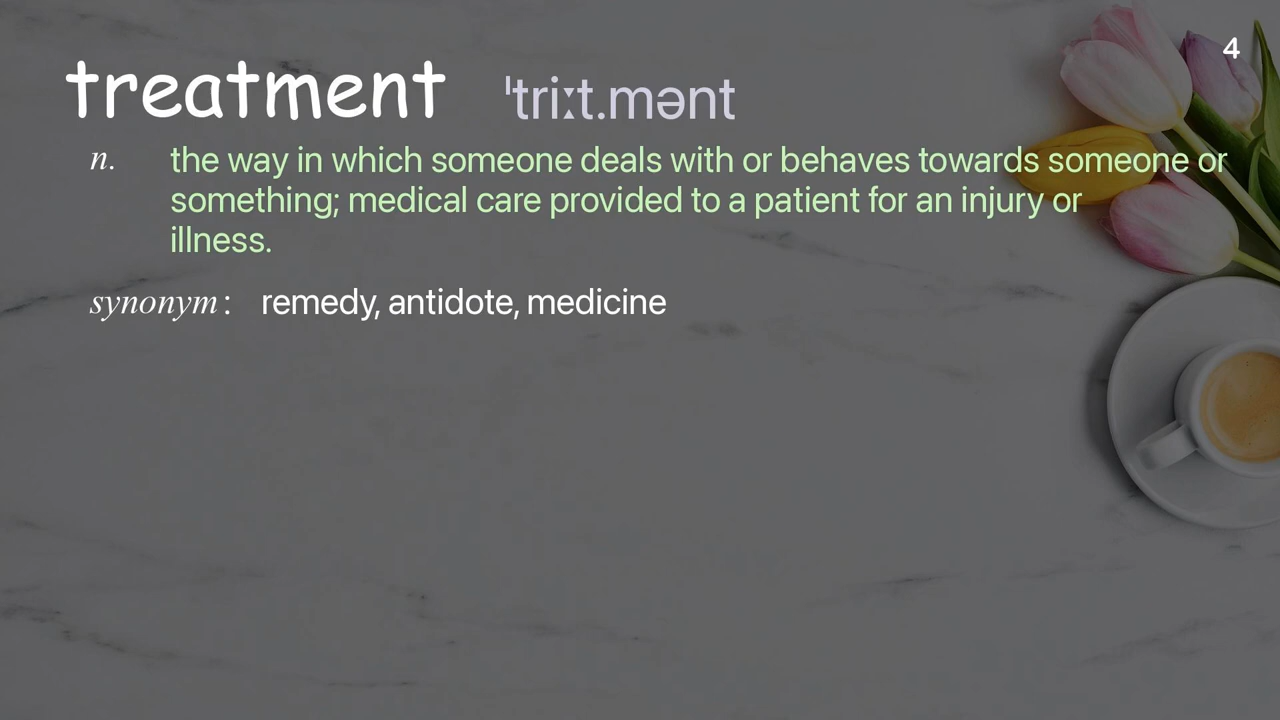 4
treatment ˈtriːt.mənt
n. the way in which someone deals with or behaves towards someone or
something; medical care provided to a patient for an injury or
illness.
synonym: remedy, antidote, medicine